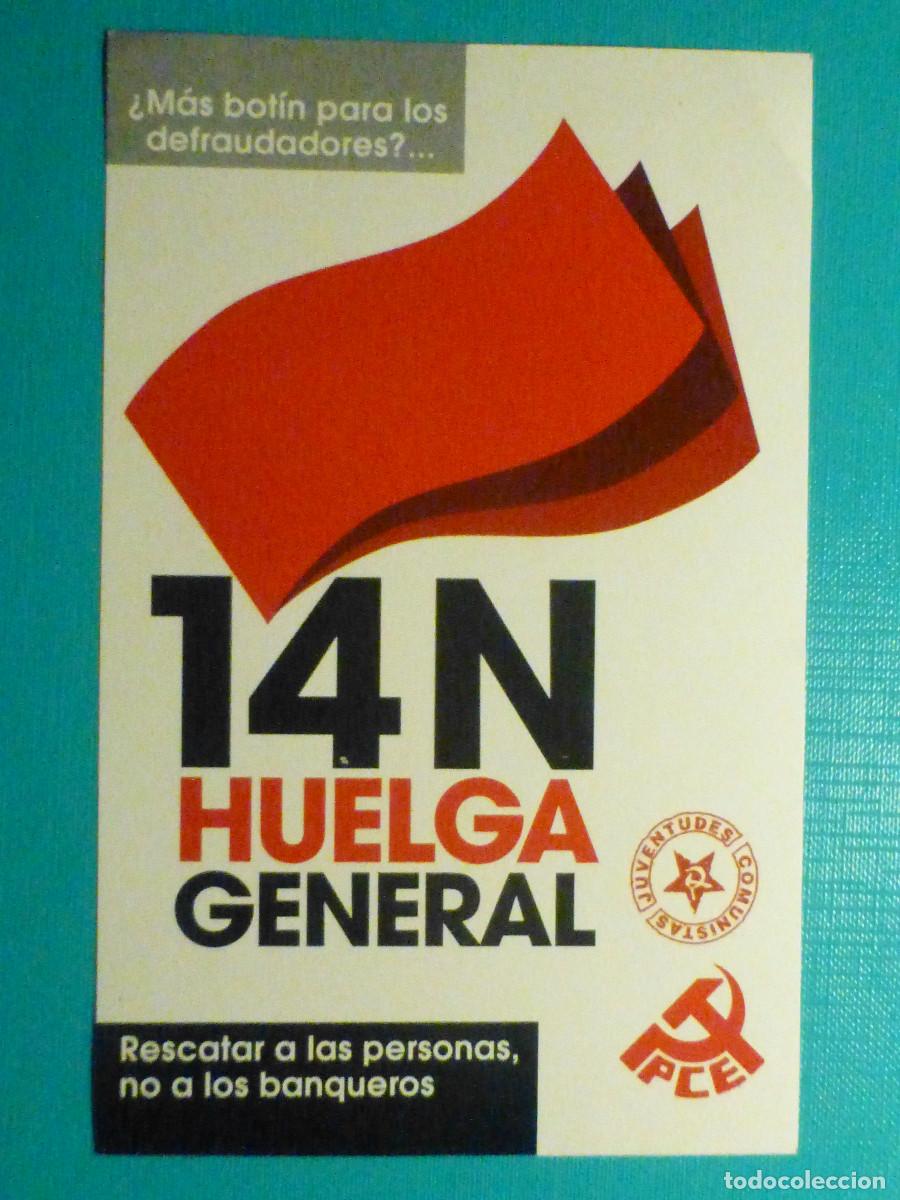 ¿Más botín para los
defraudadores?...
14N
HUELGA
GENERAL
JUVENTUDES COMUNISTAS
PCE
Rescatar a las personas,
no a los banqueros
todocoleccion